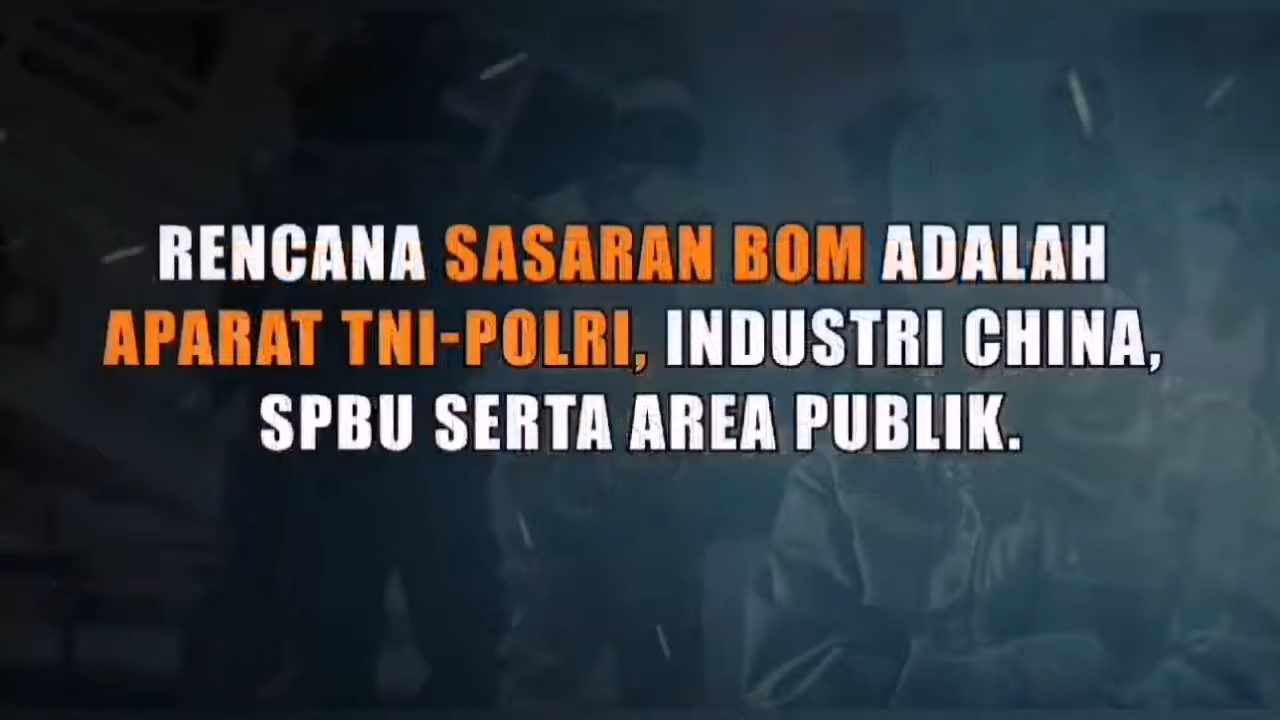 RENCANA SASARAN BOM ADALAH
APARAT TNI-POLRI, INDUSTRI CHINA,
SPBU SERTA AREA PUBLIK.